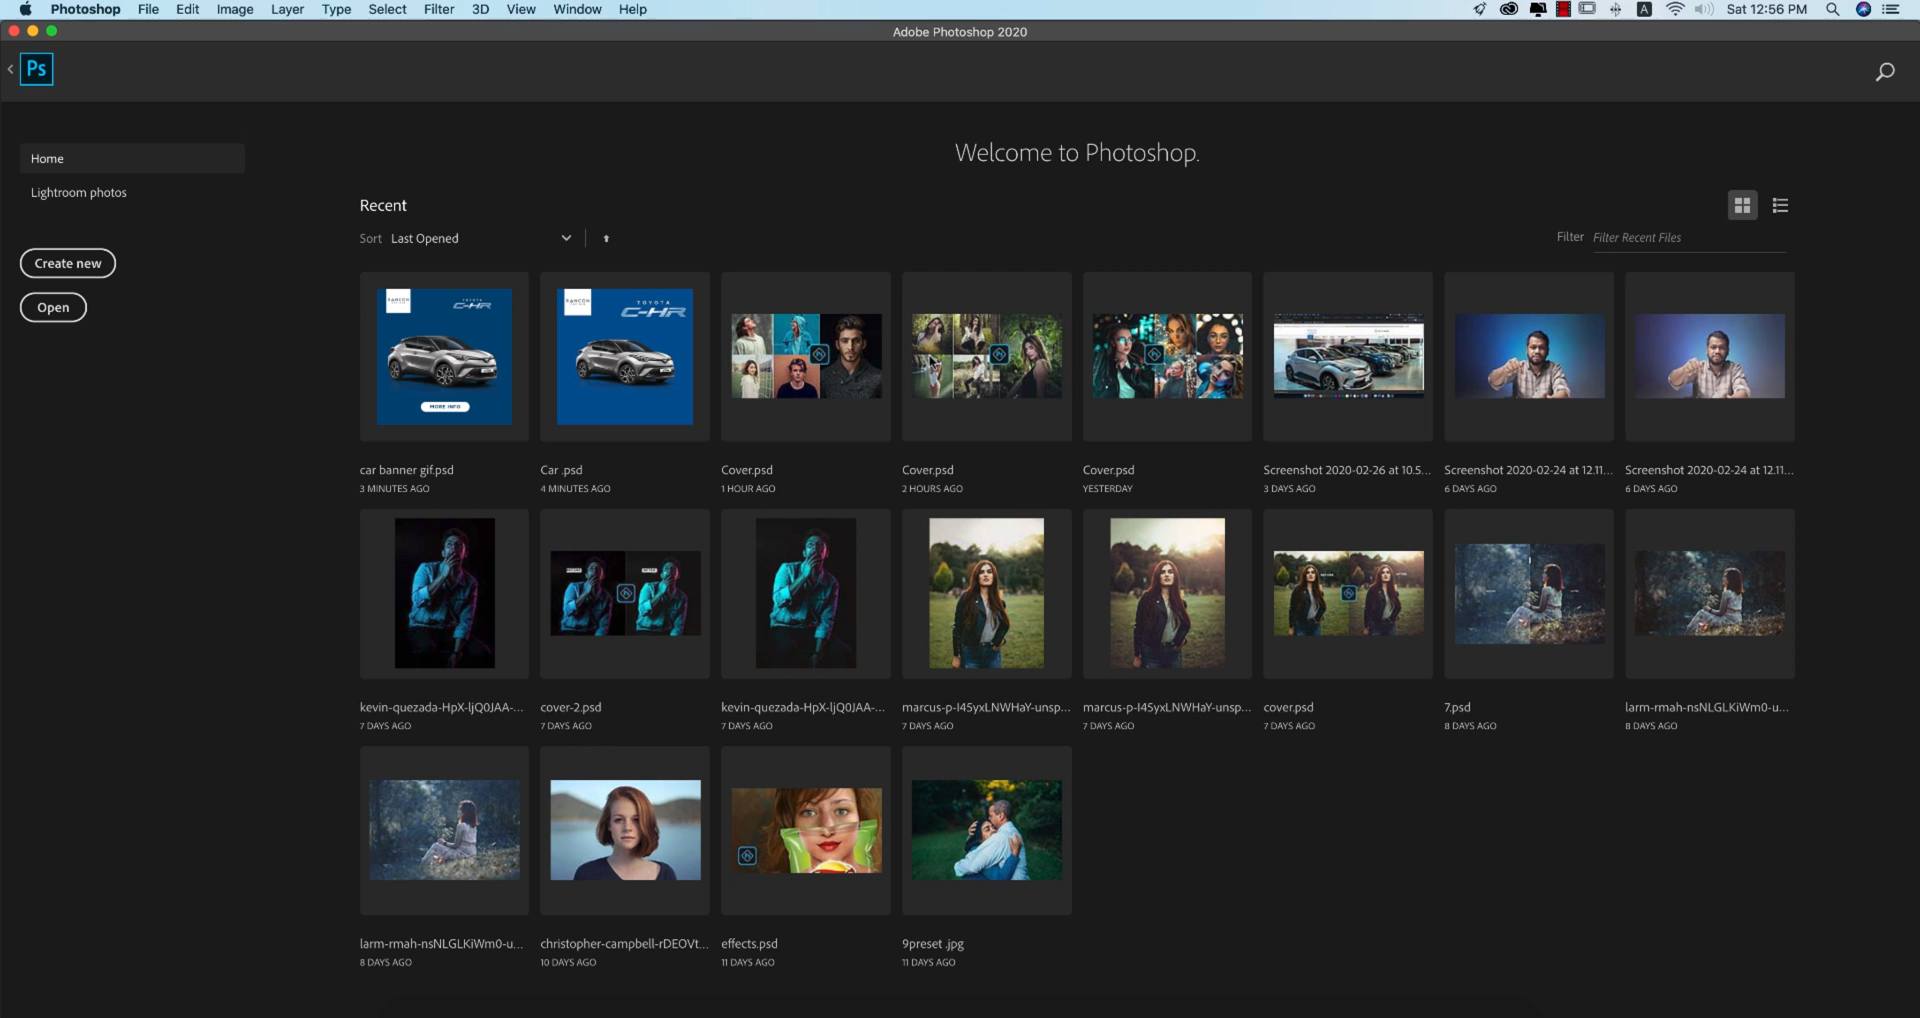 Photoshop File Edit Image Layer Type Select Filter 3D View Window Help A Sat 12:56 PM
Adobe Photoshop 2020
Ps
Home
Lightroom photos
Create new
Open
Welcome to Photoshop.
Recent
Sort Last Opened
Filter Filter Recent Files
TOYOTA
C-HR
MORE INFO
TOYOTA
C-HR
car banner gif.psd
3 MINUTES AGO
Car .psd
4 MINUTES AGO
Cover.psd
1 HOUR AGO
Cover.psd
2 HOURS AGO
Cover.psd
YESTERDAY
Screenshot 2020-02-26 at 10.5...
3 DAYS AGO
Screenshot 2020-02-24 at 12.11...
6 DAYS AGO
Screenshot 2020-02-24 at 12.11...
6 DAYS AGO
kevin-quezada-HpX-ljQ0JAA-...
7 DAYS AGO
cover-2.psd
7 DAYS AGO
kevin-quezada-HpX-ljQ0JAA-...
7 DAYS AGO
marcus-p-I45yxLNWHaY-unsp...
7 DAYS AGO
marcus-p-I45yxLNWHaY-unsp...
7 DAYS AGO
cover.psd
7 DAYS AGO
7.psd
8 DAYS AGO
larm-rmah-nsNLGLKiWm0-u...
8 DAYS AGO
larm-rmah-nsNLGLKiWm0-u...
8 DAYS AGO
christopher-campbell-rDEOVt...
10 DAYS AGO
effects.psd
11 DAYS AGO
9preset .jpg
11 DAYS AGO